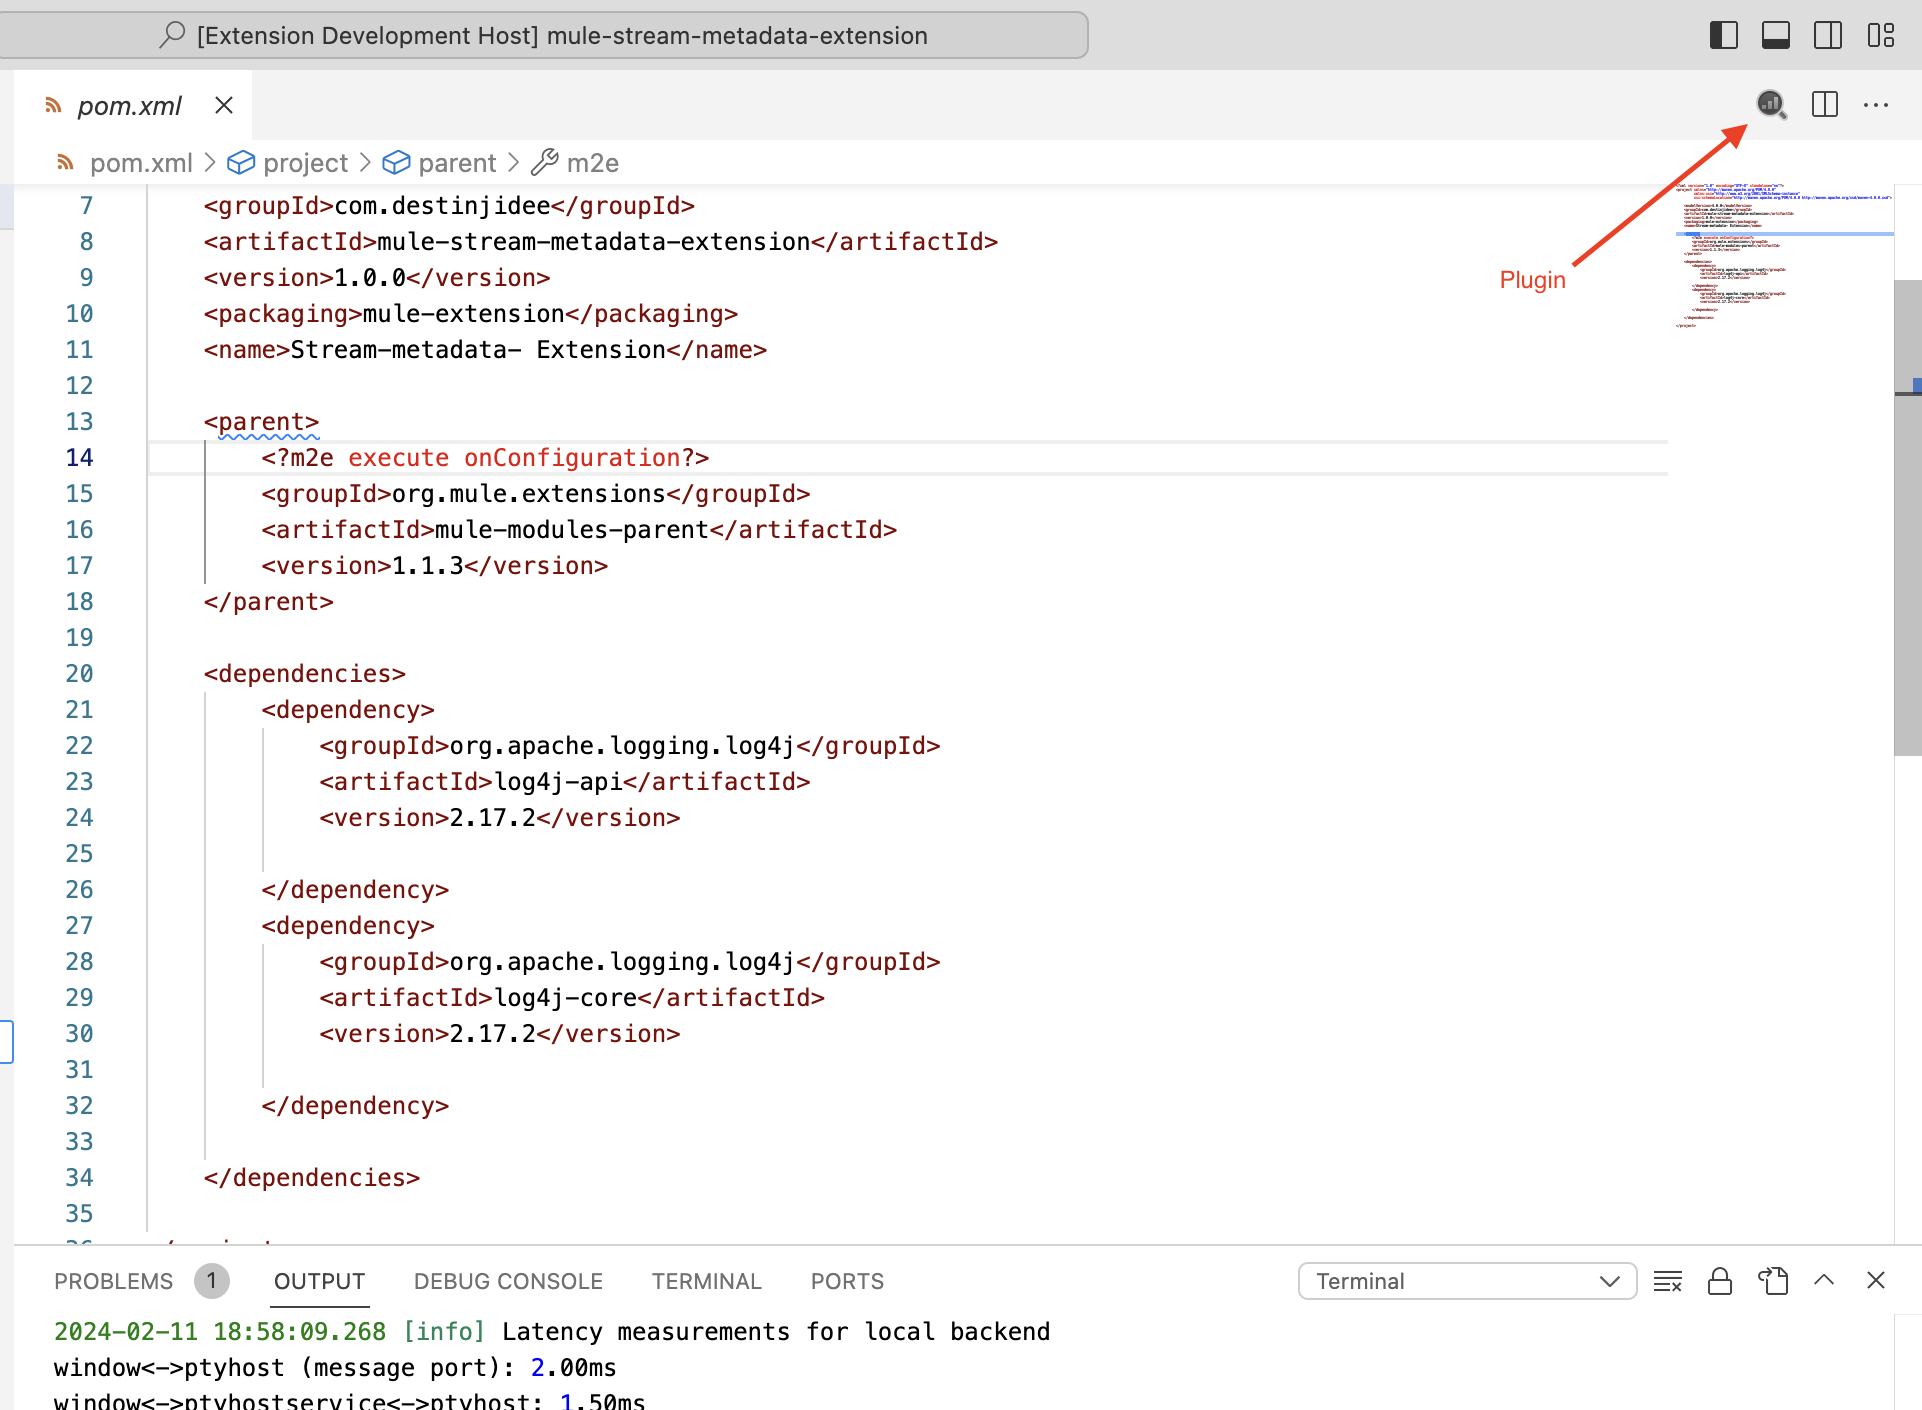 [Extension Development Host] mule-stream-metadata-extension
pom.xml
pom.xml > project > parent > m2e
7 <groupId>com.destinjidee</groupId>
8 <artifactId>mule-stream-metadata-extension</artifactId>
9 <version>1.0.0</version>
10 <packaging>mule-extension</packaging>
11 <name>Stream-metadata- Extension</name>
12
13 <parent>
14 <?m2e execute onConfiguration?>
15 <groupId>org.mule.extensions</groupId>
16 <artifactId>mule-modules-parent</artifactId>
17 <version>1.1.3</version>
18 </parent>
19
20 <dependencies>
21 <dependency>
22 <groupId>org.apache.logging.log4j</groupId>
23 <artifactId>log4j-api</artifactId>
24 <version>2.17.2</version>
25
26 </dependency>
27 <dependency>
28 <groupId>org.apache.logging.log4j</groupId>
29 <artifactId>log4j-core</artifactId>
30 <version>2.17.2</version>
31
32 </dependency>
33
34 </dependencies>
35
Plugin
PROBLEMS 1 OUTPUT DEBUG CONSOLE TERMINAL PORTS Terminal
2024-02-11 18:58:09.268 [info] Latency measurements for local backend
window<->ptyhost (message port): 2.00ms
window<->ptyhostservice<->ptyhost: 1.50ms